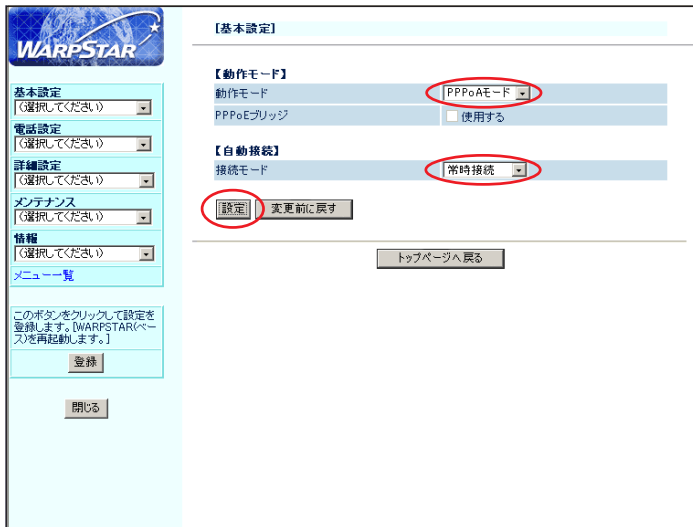 WARPSTAR
基本設定
(選択してください)
電話設定
(選択してください)
詳細設定
(選択してください)
メンテナンス
(選択してください)
情報
(選択してください)
メニュー一覧
このボタンをクリックして設定を
登録します。[WARPSTAR(ベー
ス)を再起動します。]
登録
閉じる
[基本設定]
【動作モード】
動作モード PPPoAモード
PPPoEブリッジ 使用する
【自動接続】
接続モード 常時接続
設定 変更前に戻す
トップページへ戻る